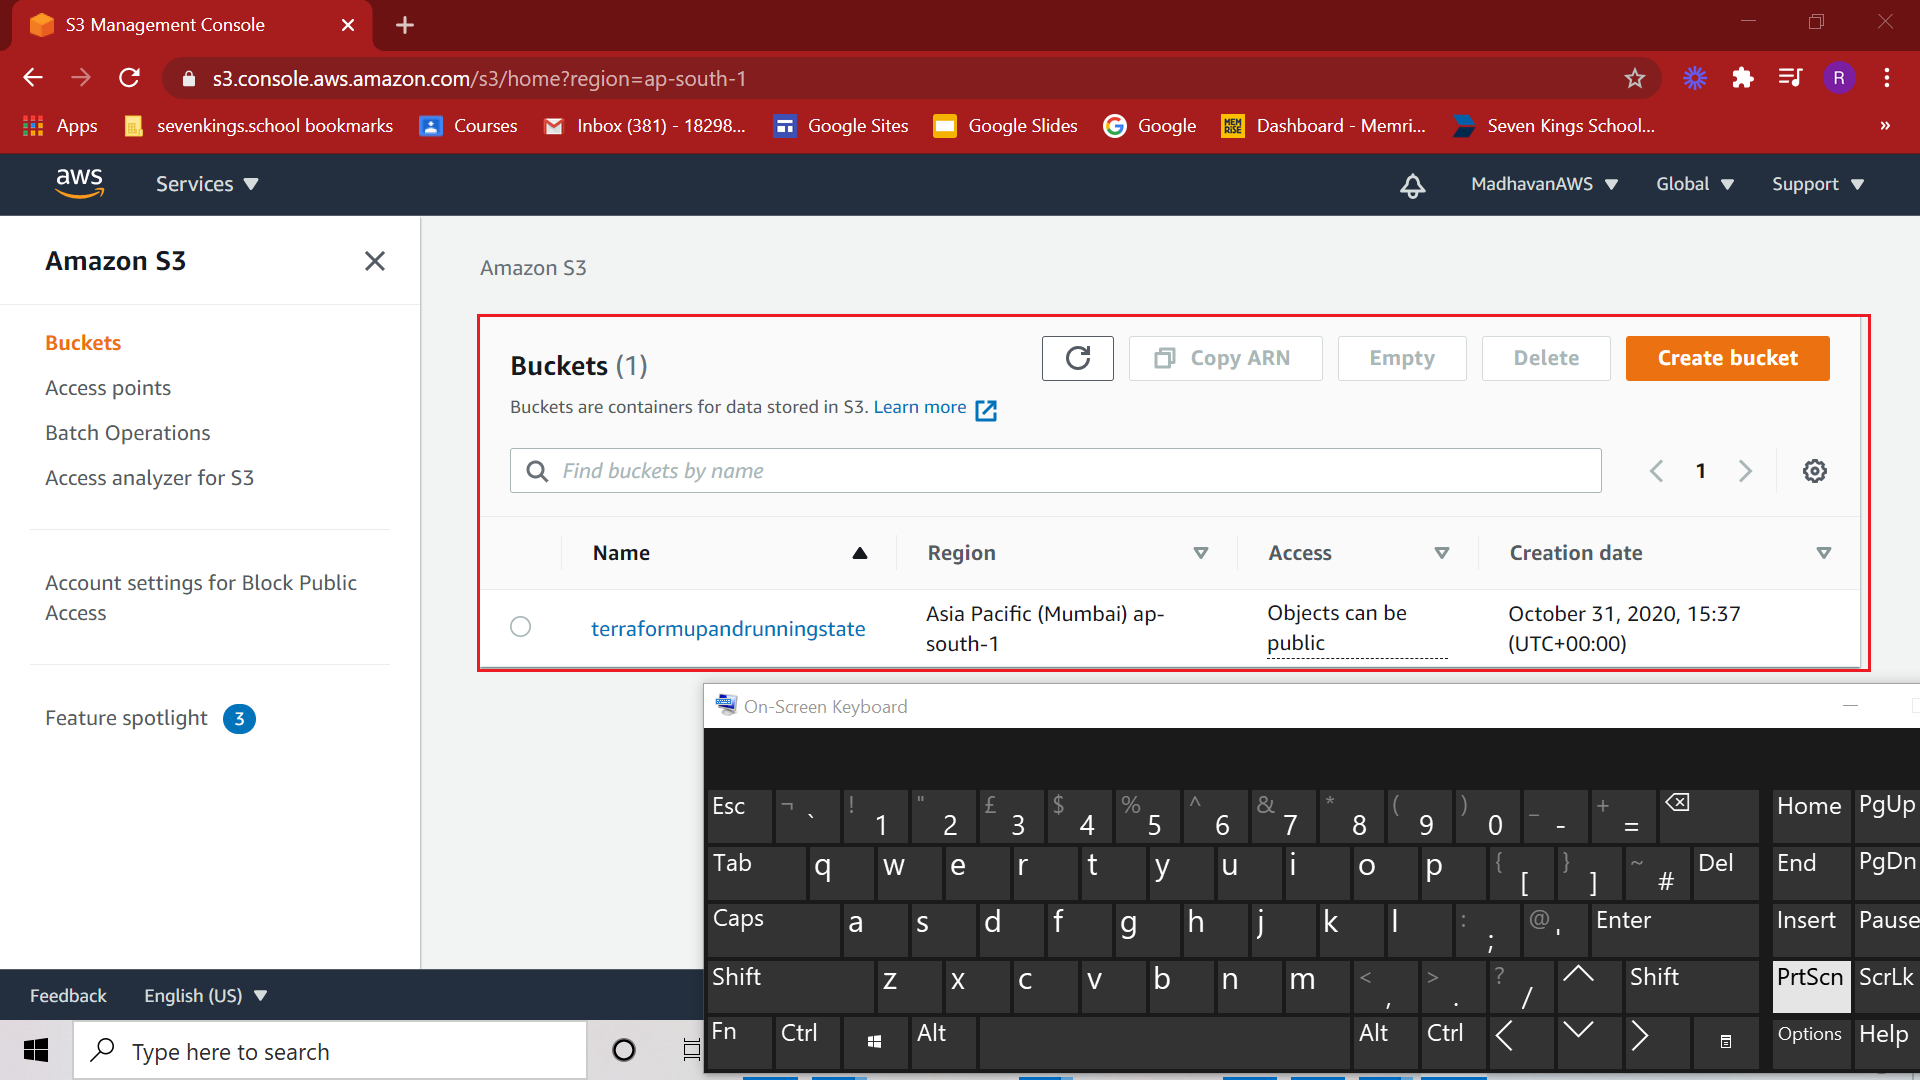 S3 Management Console
s3.console.aws.amazon.com/s3/home?region=ap-south-1
R
Apps
sevenkings.school bookmarks
Courses
Inbox (381) - 18298...
Google Sites
Google Slides
Google
MEM
RiSE
Dashboard - Memri...
Seven Kings School...
»
aws
Services
MadhavanAWS
Global
Support
Amazon S3
Buckets
Access points
Batch Operations
Access analyzer for S3
Account settings for Block Public
Access
Feature spotlight 3
Amazon S3
Buckets (1)
Copy ARN
Empty
Delete
Create bucket
Buckets are containers for data stored in S3. Learn more
Find buckets by name
1
Name
Region
Access
Creation date
terraformupandrunningstate
Asia Pacific (Mumbai) ap-
south-1
Objects can be
public
October 31, 2020, 15:37
(UTC+00:00)
On-Screen Keyboard
Esc ¬ ` ! 1 " 2 £ 3 $ 4 % 5 ^ 6 & 7 * 8 ( 9 ) 0 _ - + = Home PgUp
Tab q w e r t y u i o p { [ } ] ~ # Del End PgDn
Caps a s d f g h j k l : ; @ ' Enter Insert Pause
Shift z x c v b n m < , > . ? / Shift PrtScn ScrLk
Fn Ctrl Alt Alt Ctrl Options Help
Feedback
English (US)
Type here to search